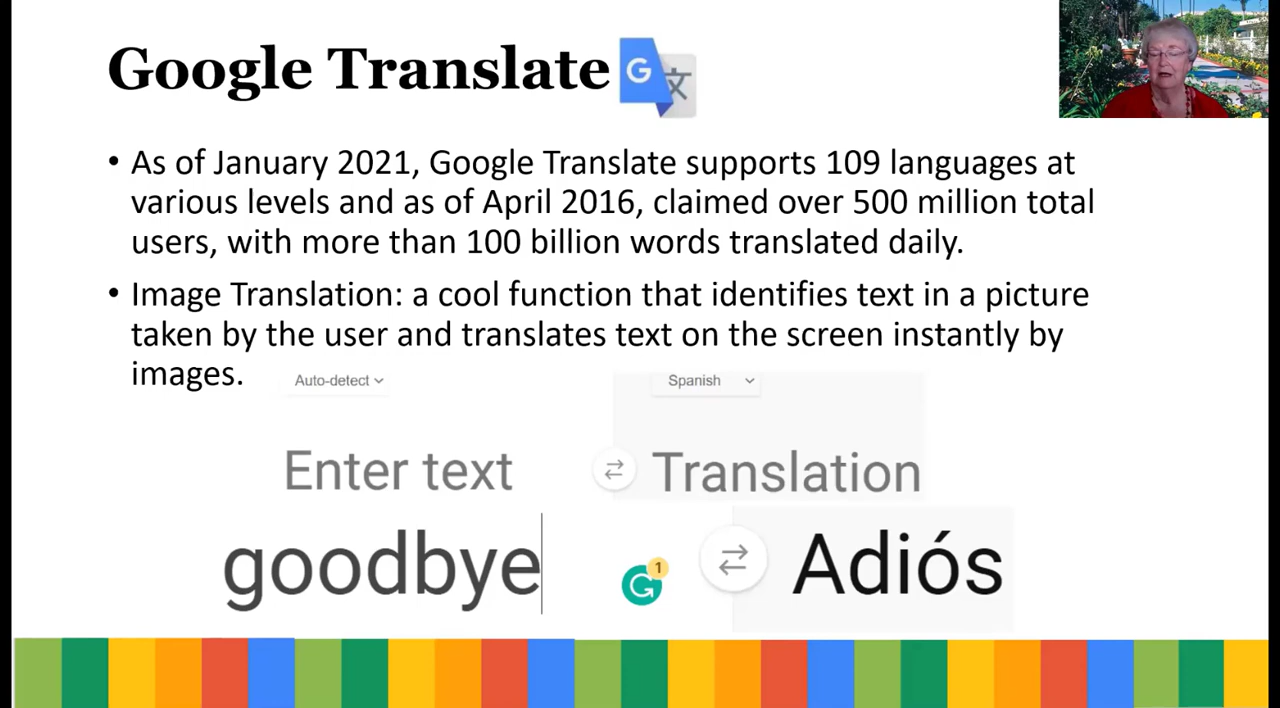 Google Translate G 文
• As of January 2021, Google Translate supports 109 languages at
various levels and as of April 2016, claimed over 500 million total
users, with more than 100 billion words translated daily.
• Image Translation: a cool function that identifies text in a picture
taken by the user and translates text on the screen instantly by
images.
Auto-detect
Spanish
Enter text
Translation
goodbye
G 1
Adiós